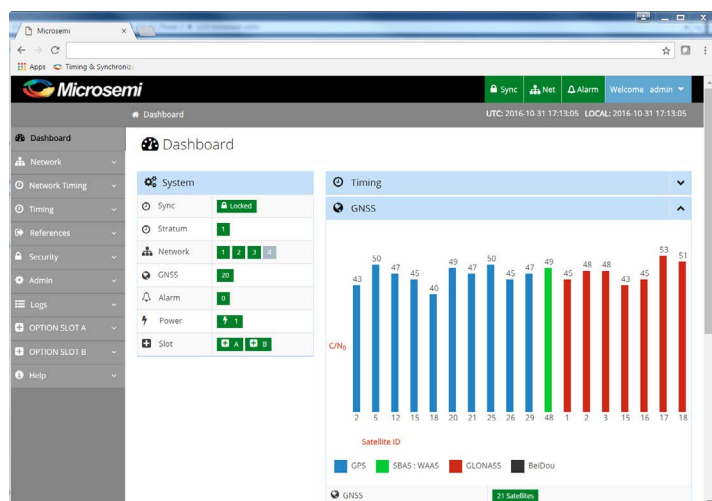 Microsemi
Apps Timing & Synchroniz
Microsemi
Sync Net Alarm Welcome admin
Dashboard UTC: 2016-10-31 17:13:05 LOCAL: 2016-10-31 17:13:05
Dashboard
Network
Network Timing
Timing
References
Security
Admin
Logs
OPTION SLOT A
OPTION SLOT B
Help
Dashboard
System
Sync Locked
Stratum 1
Network 1 2 3 4
GNSS 20
Alarm 0
Power 1
Slot A B
Timing
GNSS
43 50 47 45 40 49 47 50 45 47 49 45 48 48 43 45 53 51
C/N0
2 5 12 15 18 20 21 25 26 29 48 1 2 3 15 16 17 18
Satellite ID
GPS SBAS : WAAS GLONASS BeiDou
GNSS 21 Satellites